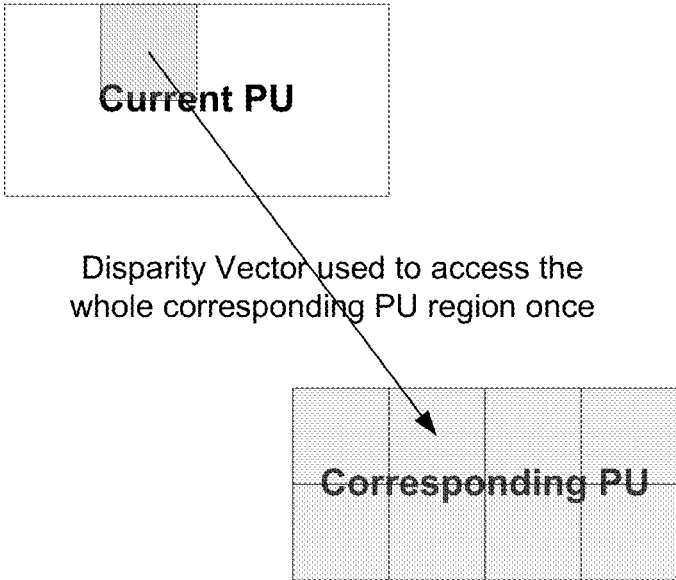 Current PU
Disparity Vector used to access the
whole corresponding PU region once
Corresponding PU